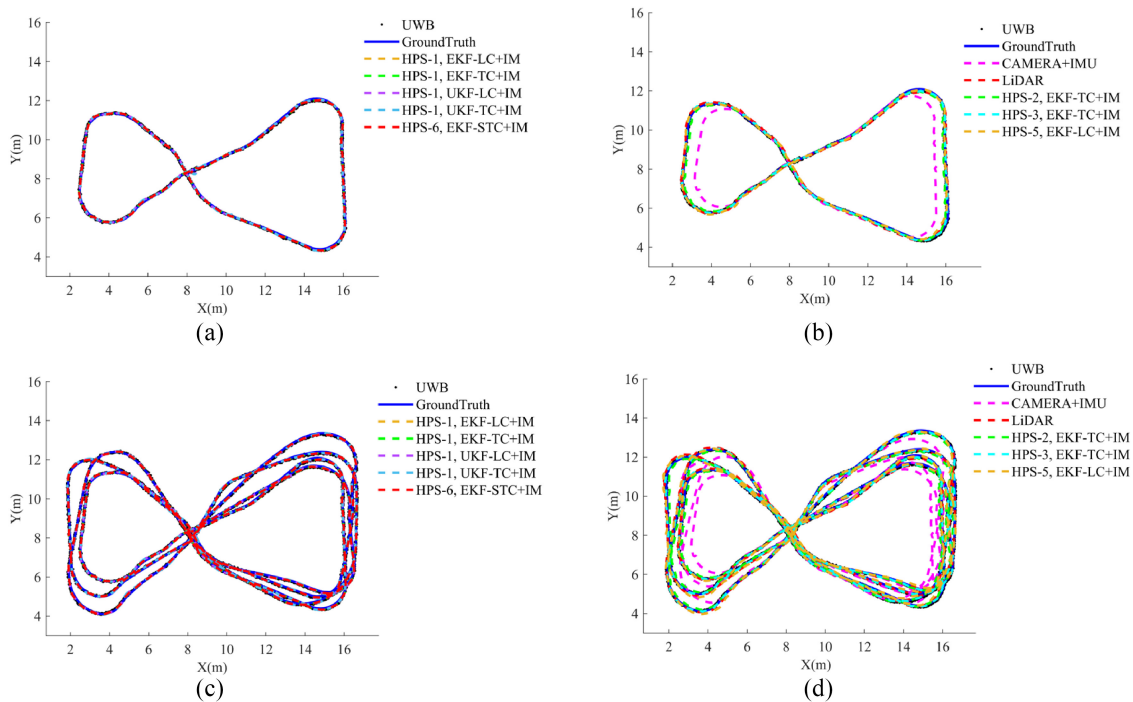 16
14
12
10
8
6
4
Y(m)
2 4 6 8 10 12 14 16
X(m)
UWB
GroundTruth
HPS-1, EKF-LC+IM
HPS-1, EKF-TC+IM
HPS-1, UKF-LC+IM
HPS-1, UKF-TC+IM
HPS-6, EKF-STC+IM
(a)
16
14
12
10
8
6
4
Y(m)
2 4 6 8 10 12 14 16
X(m)
UWB
GroundTruth
CAMERA+IMU
LiDAR
HPS-2, EKF-TC+IM
HPS-3, EKF-TC+IM
HPS-5, EKF-LC+IM
(b)
16
14
12
10
8
6
4
Y(m)
2 4 6 8 10 12 14 16
X(m)
UWB
GroundTruth
HPS-1, EKF-LC+IM
HPS-1, EKF-TC+IM
HPS-1, UKF-LC+IM
HPS-1, UKF-TC+IM
HPS-6, EKF-STC+IM
(c)
16
14
12
10
8
6
4
Y(m)
2 4 6 8 10 12 14 16
X(m)
UWB
GroundTruth
CAMERA+IMU
LiDAR
HPS-2, EKF-TC+IM
HPS-3, EKF-TC+IM
HPS-5, EKF-LC+IM
(d)